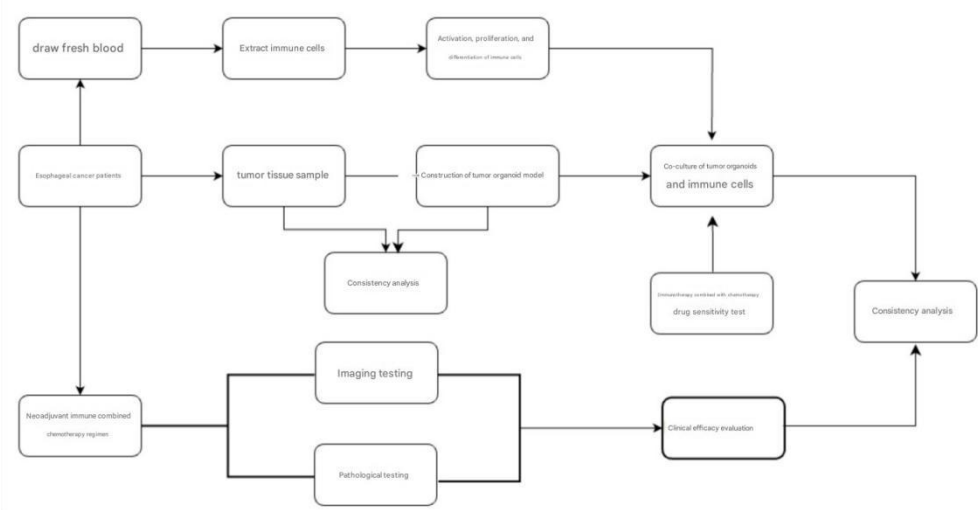 draw fresh blood
Extract immune cells
Activation, proliferation, and
differentiation of immune cells
Esophageal cancer patients
tumor tissue sample
Construction of tumor organoid model
Co-culture of tumor organoids
and immune cells
Consistency analysis
Immunotherapy combined with chemotherapy
drug sensitivity test
Consistency analysis
Imaging testing
Neoadjuvant immune combined
chemotherapy regimen
Clinical efficacy evaluation
Pathological testing